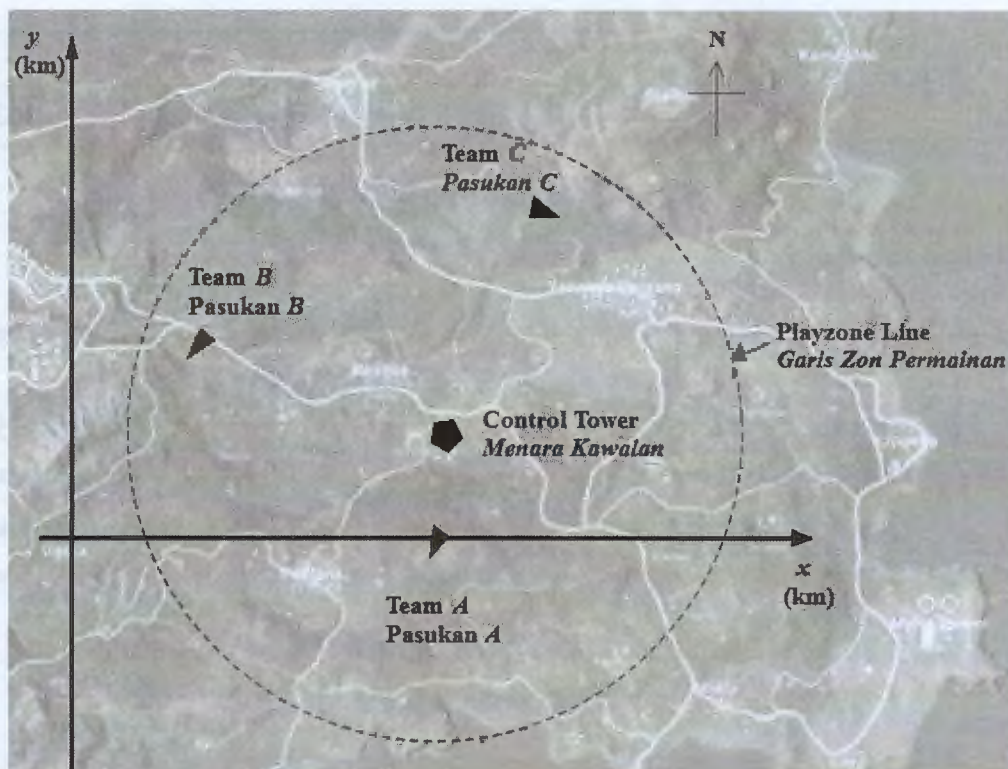 y
(km)
N
Team C
Pasukan C
Team B
Pasukan B
Playzone Line
Garis Zon Permainan
Control Tower
Menara Kawalan
x
(km)
Team A
Pasukan A